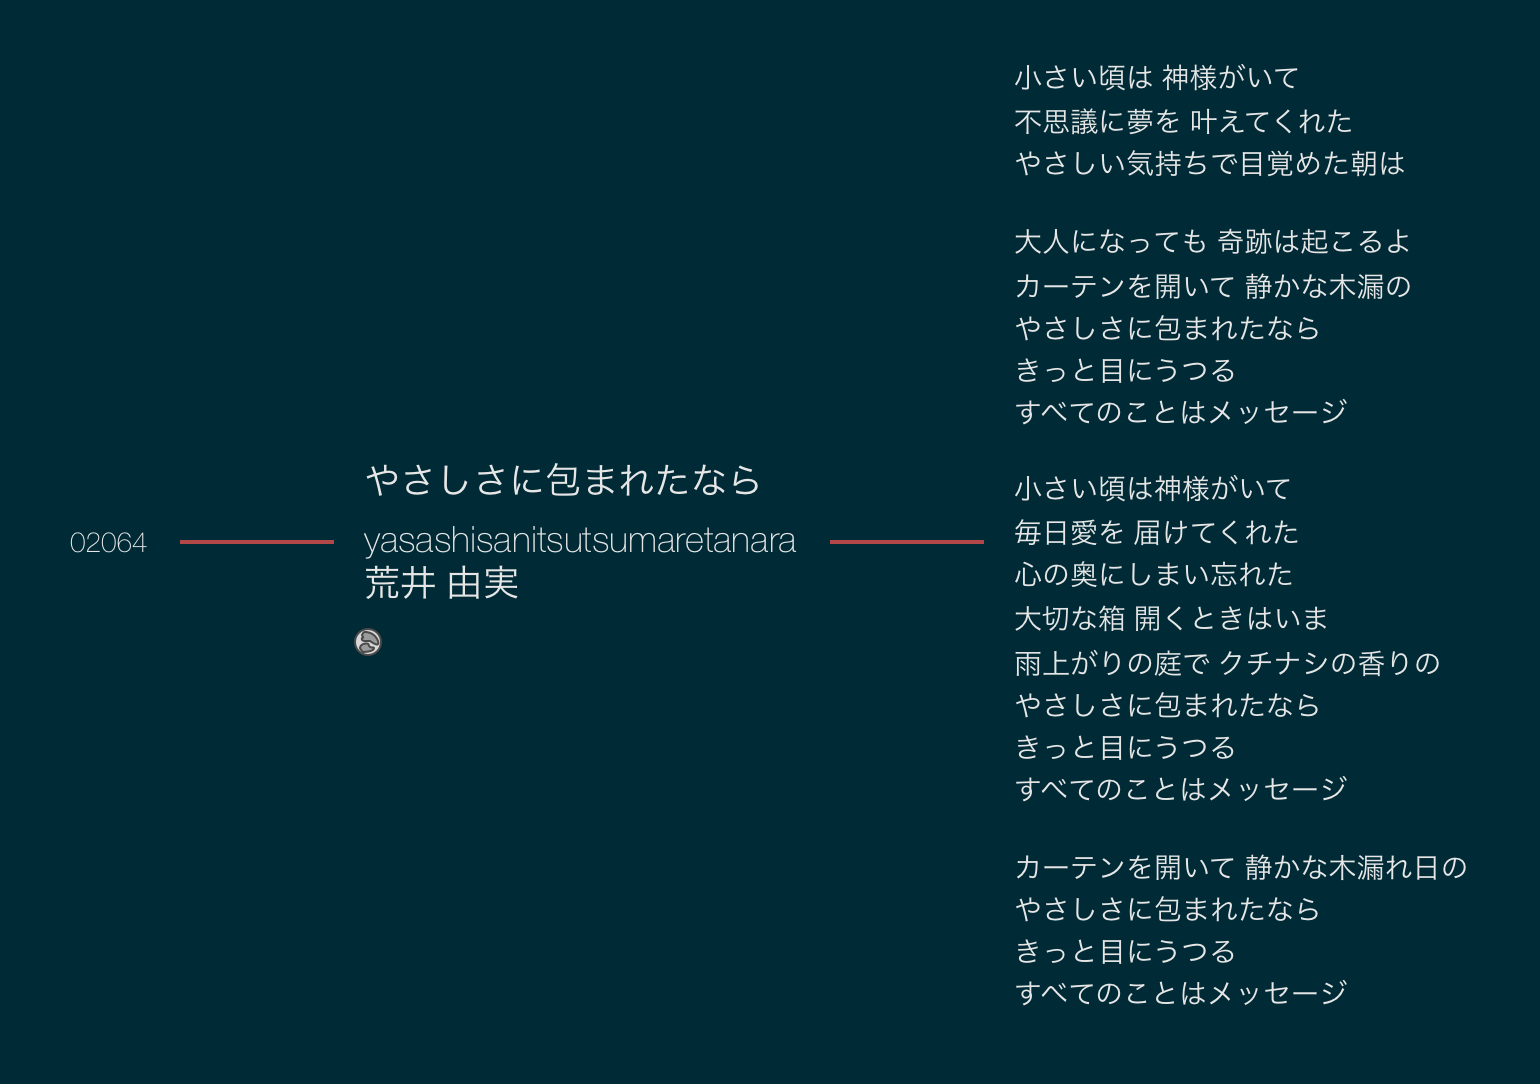 02064
やさしさに包まれたなら
yasashisanitsutsumaretanara
荒井 由実
小さい頃は 神様がいて
不思議に夢を 叶えてくれた
やさしい気持ちで目覚めた朝は
大人になっても 奇跡は起こるよ
カーテンを開いて 静かな木漏の
やさしさに包まれたなら
きっと目にうつる
すべてのことはメッセージ
小さい頃は神様がいて
毎日愛を 届けてくれた
心の奥にしまい忘れた
大切な箱 開くときはいま
雨上がりの庭で クチナシの香りの
やさしさに包まれたなら
きっと目にうつる
すべてのことはメッセージ
カーテンを開いて 静かな木漏れ日の
やさしさに包まれたなら
きっと目にうつる
すべてのことはメッセージ